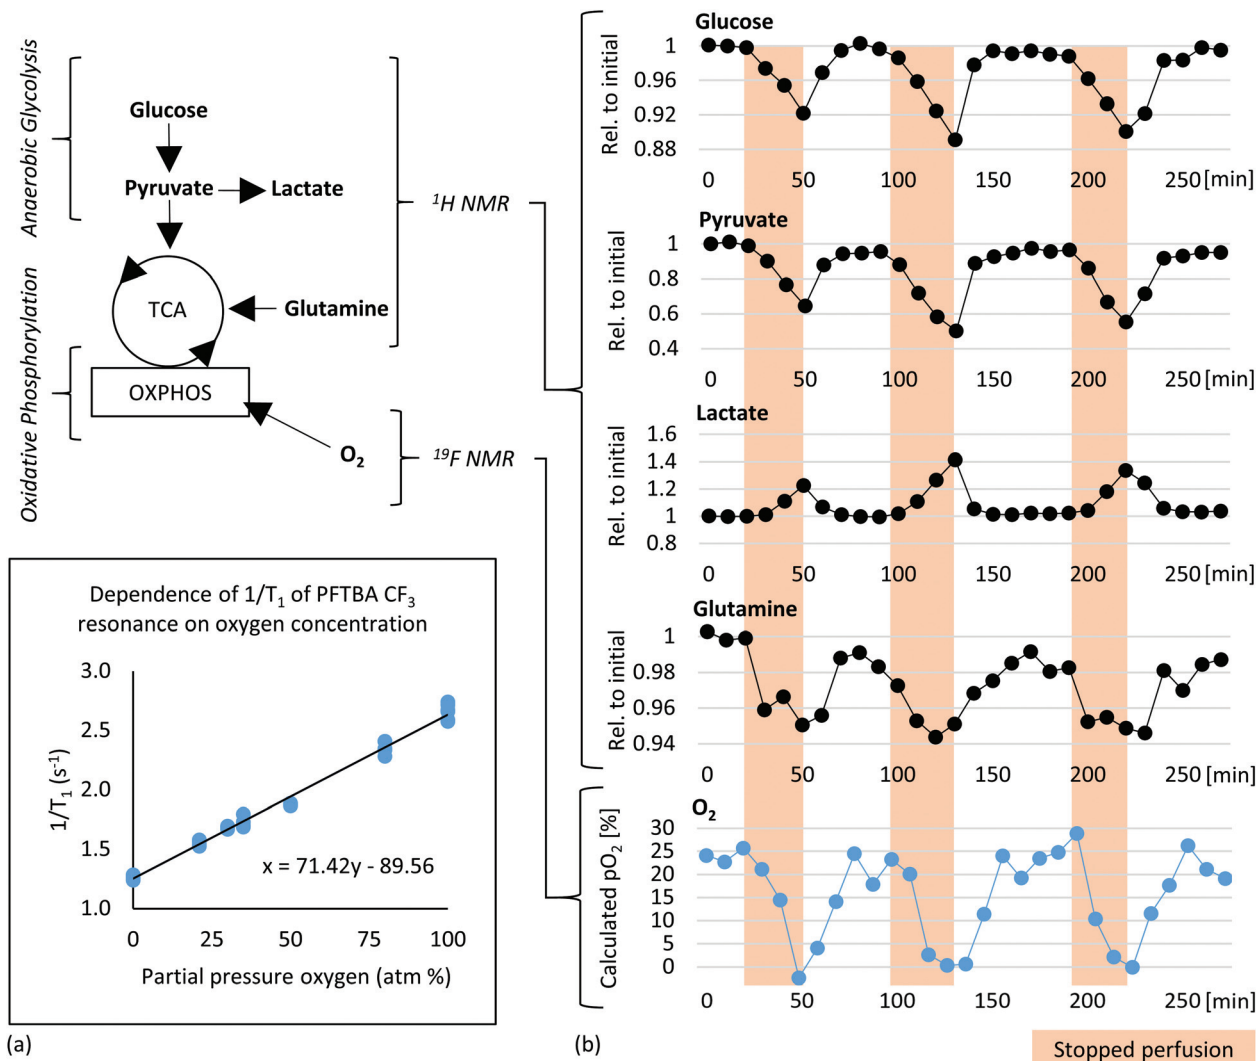 Anaerobic Glycolysis
Oxidative Phosphorylation
Glucose
Pyruvate
Lactate
TCA
Glutamine
OXPHOS
O₂
¹H NMR
¹⁹F NMR
Dependence of 1/T₁ of PFTBA CF₃
resonance on oxygen concentration
1/T₁ (s⁻¹)
3.0
2.5
2.0
1.5
1.0
x = 71.42y - 89.56
0 25 50 75 100
Partial pressure oxygen (atm %)
(a)
Glucose
Rel. to initial
1
0.96
0.92
0.88
0 50 100 150 200 250 [min]
Pyruvate
Rel. to initial
1
0.8
0.6
0.4
0 50 100 150 200 250 [min]
Lactate
Rel. to initial
1.6
1.4
1.2
1
0.8
0 50 100 150 200 250 [min]
Glutamine
Rel. to initial
1
0.98
0.96
0.94
0 50 100 150 200 250 [min]
O₂
Calculated pO₂ [%]
30
25
20
15
10
5
0
0 50 100 150 200 250 [min]
(b)
Stopped perfusion